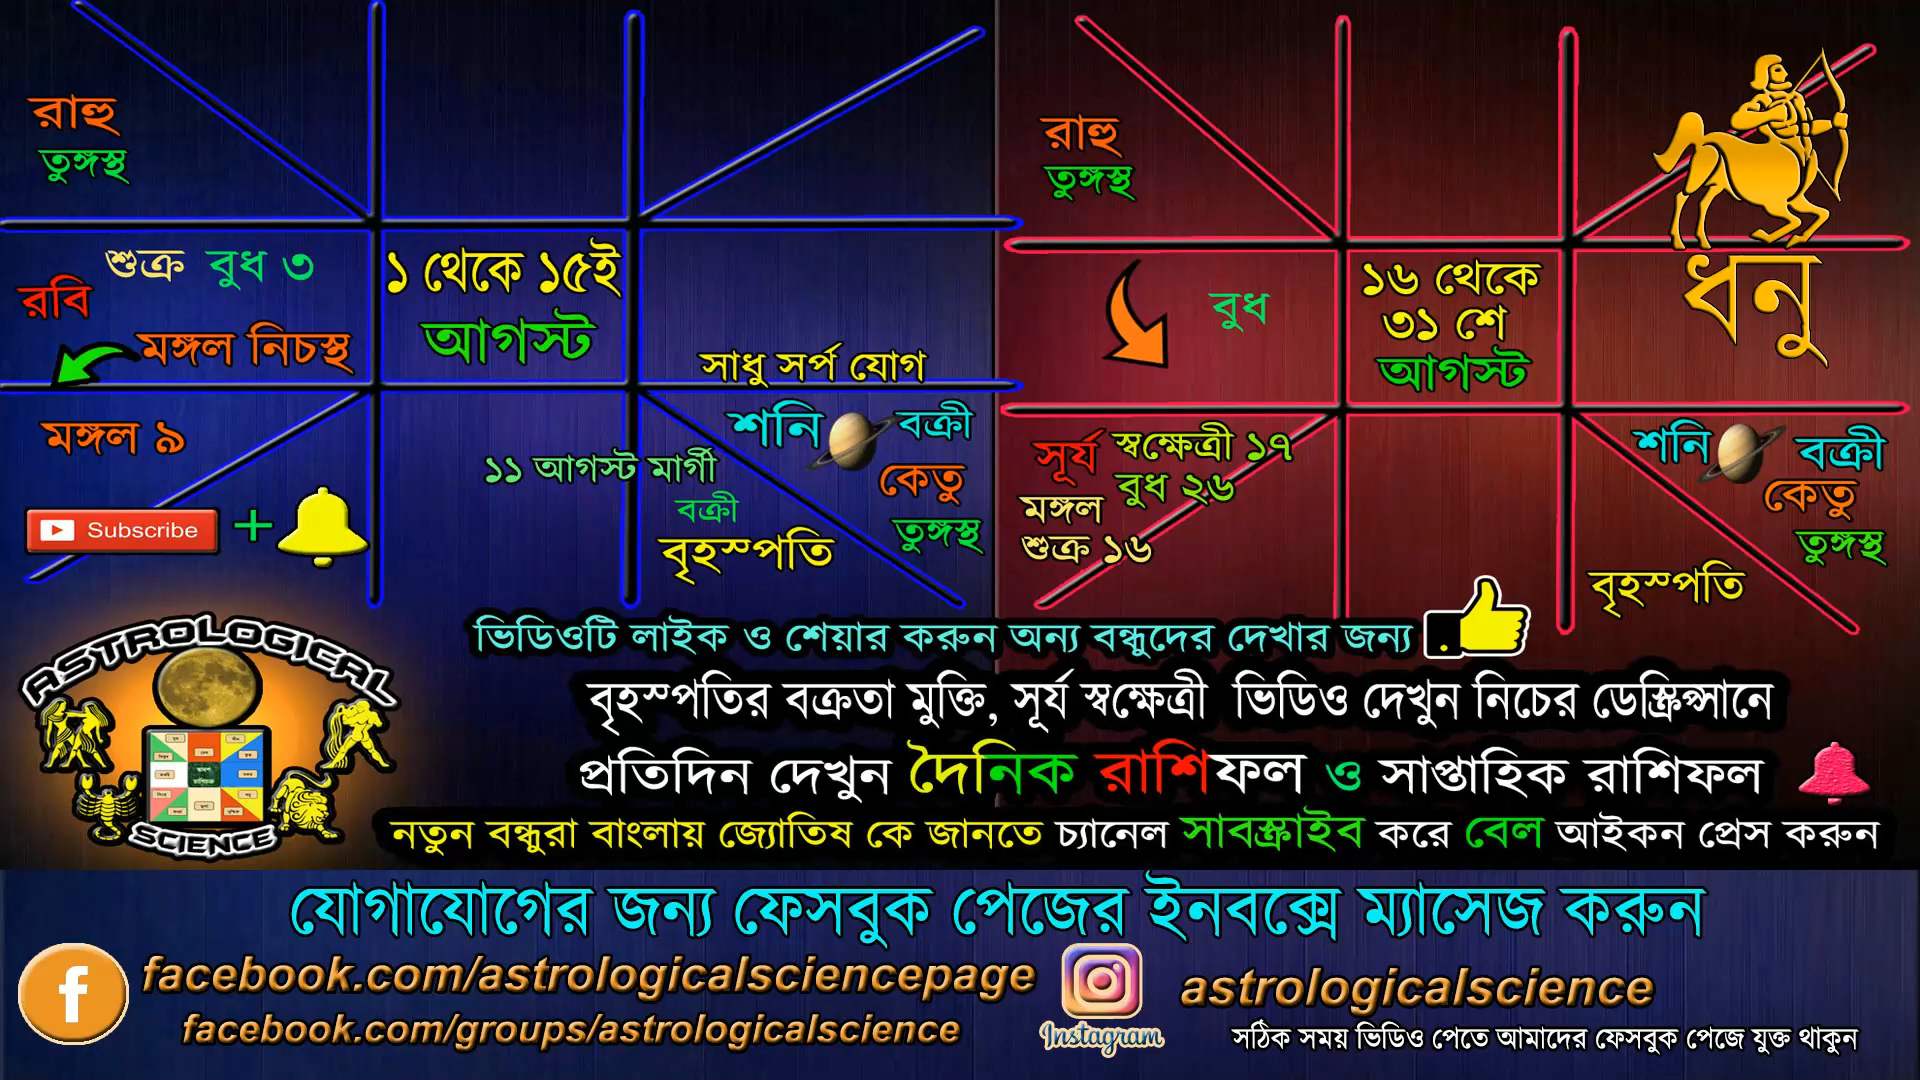 রাহু
তুঙ্গস্থ
শুক্র বুধ ৩
রবি
মঙ্গল নিচস্থ
১ থেকে ১৫ই
আগস্ট
মঙ্গল ৯
Subscribe
+
সাধু সর্প যোগ
শনি বক্রী
কেতু
তুঙ্গস্থ
১১ আগস্ট মার্গী
বক্রী
বৃহস্পতি
রাহু
তুঙ্গস্থ
ধনু
বুধ
১৬ থেকে
৩১ শে
আগস্ট
সূর্য স্বক্ষেত্রী ১৭
বুধ ২৬
মঙ্গল
শুক্র ১৬
শনি বক্রী
কেতু
তুঙ্গস্থ
বৃহস্পতি
ASTROLOGICAL
SCIENCE
ভিডিওটি লাইক ও শেয়ার করুন অন্য বন্ধুদের দেখার জন্য
বৃহস্পতির বক্রতা মুক্তি, সূর্য স্বক্ষেত্রী ভিডিও দেখুন নিচের ডেস্ক্রিপ্সানে
প্রতিদিন দেখুন দৈনিক রাশিফল ও সাপ্তাহিক রাশিফল
নতুন বন্ধুরা বাংলায় জ্যোতিষ কে জানতে চ্যানেল সাবস্ক্রাইব করে বেল আইকন প্রেস করুন
যোগাযোগের জন্য ফেসবুক পেজের ইনবক্সে ম্যাসেজ করুন
facebook.com/astrologicalsciencepage
facebook.com/groups/astrologicalscience
Instagram
astrologicalscience
সঠিক সময় ভিডিও পেতে আমাদের ফেসবুক পেজে যুক্ত থাকুন